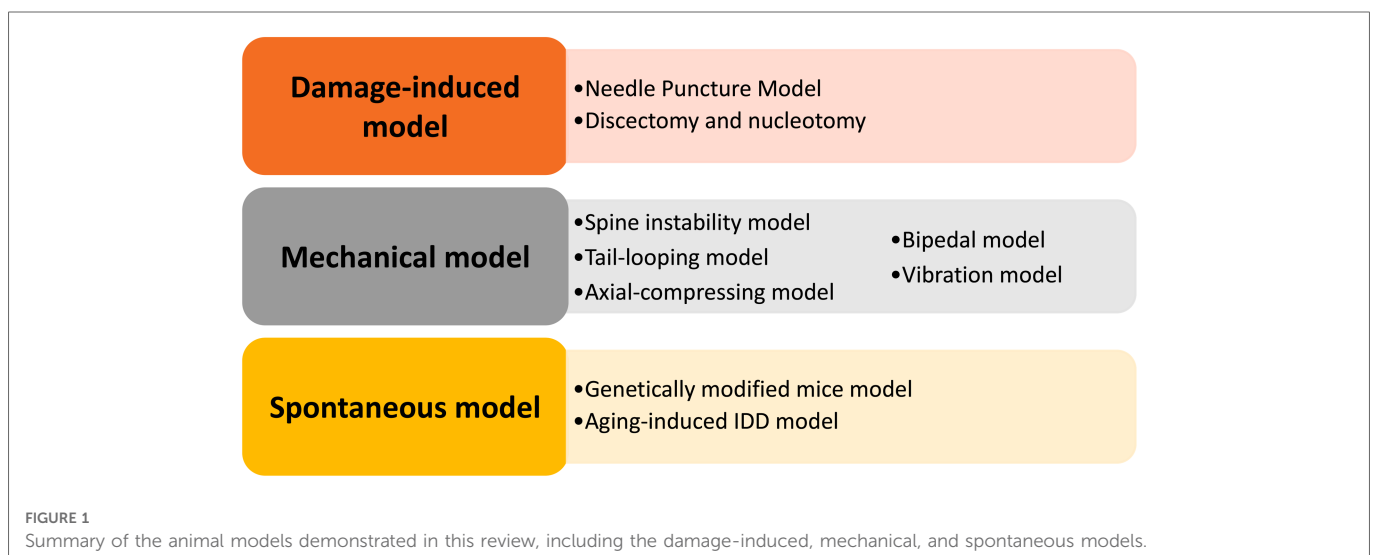 Damage-induced
model
•Needle Puncture Model
•Discectomy and nucleotomy
Mechanical model
•Spine instability model
•Tail-looping model
•Axial-compressing model
•Bipedal model
•Vibration model
Spontaneous model
•Genetically modified mice model
•Aging-induced IDD model
FIGURE 1
Summary of the animal models demonstrated in this review, including the damage-induced, mechanical, and spontaneous models.